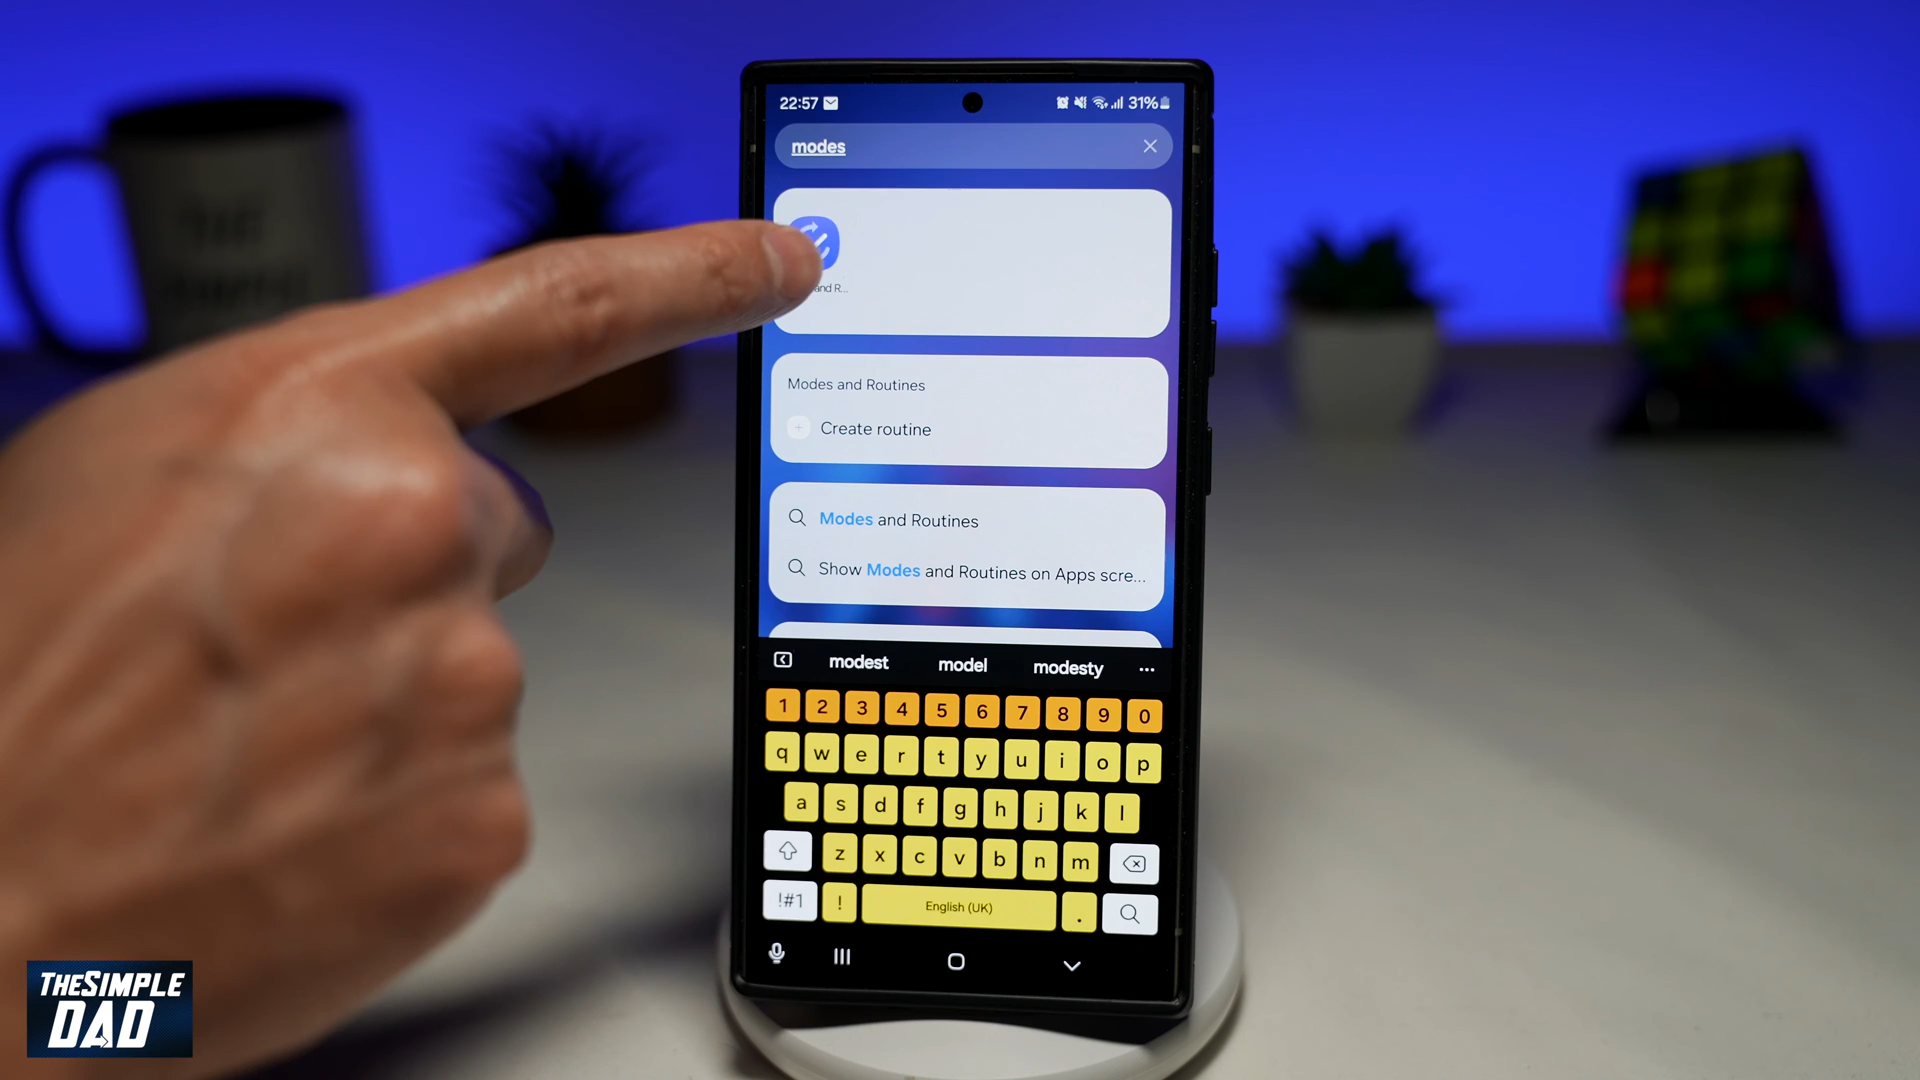 22:57
31%
modes
and R...
Modes and Routines
Create routine
Modes and Routines
Show Modes and Routines on Apps scre...
modest model modesty ...
1 2 3 4 5 6 7 8 9 0
q w e r t y u i o p
a s d f g h j k l
z x c v b n m
!#1 ! English (UK) .
THESIMPLE
DAD